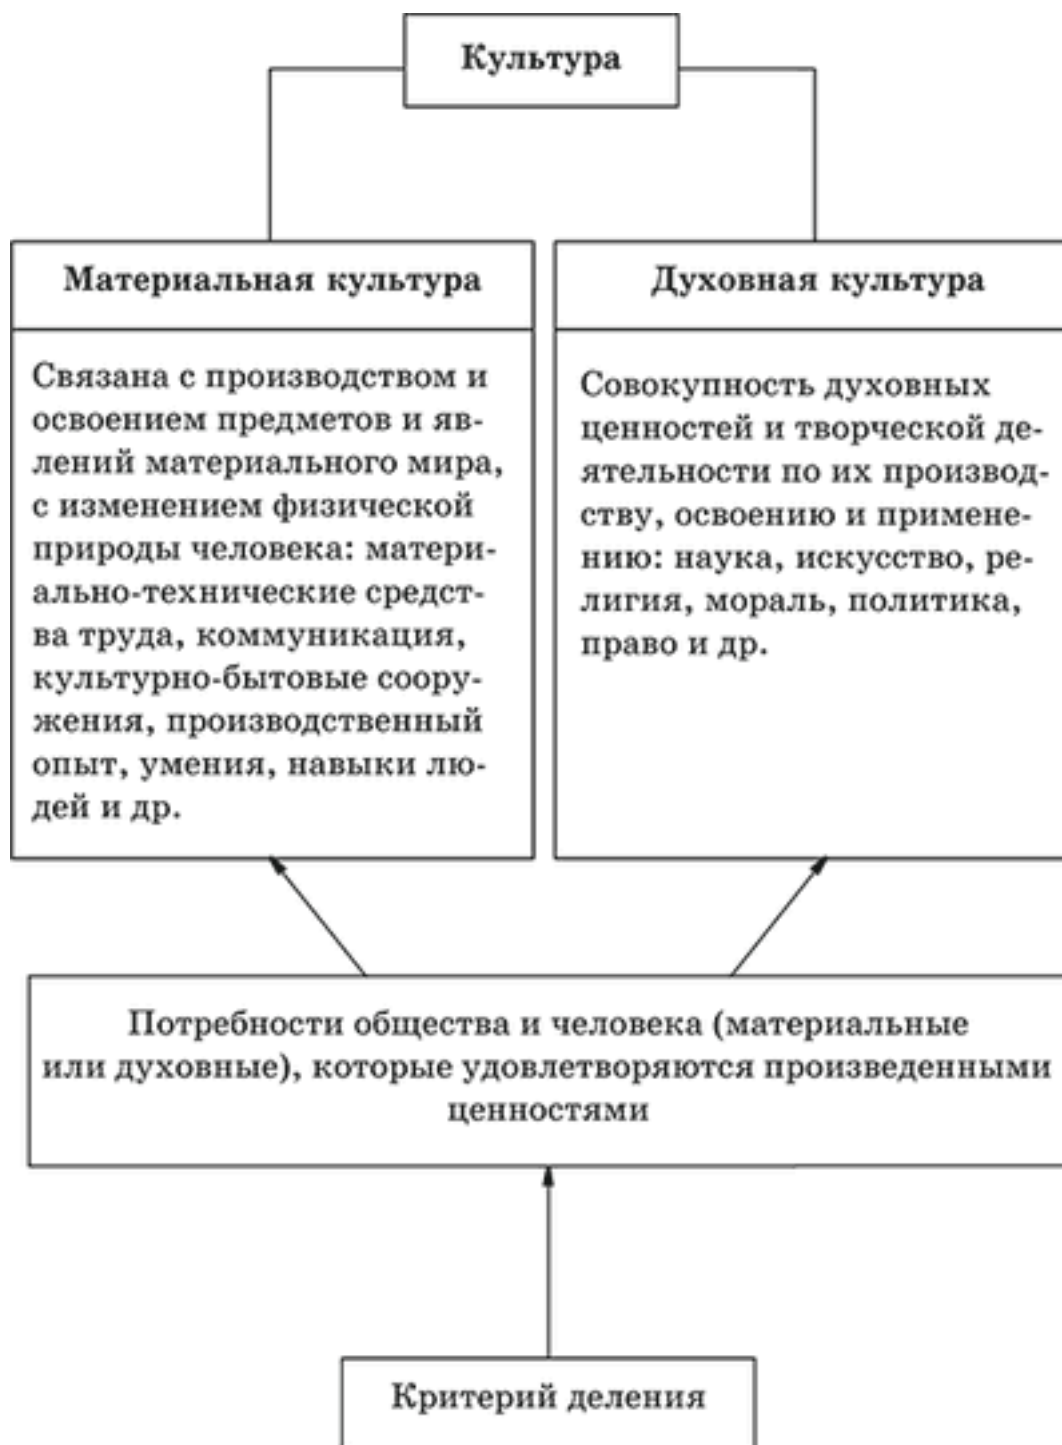 Культура
Материальная культура
Связана с производством и
освоением предметов и яв-
лений материального мира,
с изменением физической
природы человека: матери-
ально-технические средст-
ва труда, коммуникация,
культурно-бытовые соору-
жения, производственный
опыт, умения, навыки лю-
дей и др.
Духовная культура
Совокупность духовных
ценностей и творческой де-
ятельности по их производ-
ству, освоению и примене-
нию: наука, искусство, ре-
лигия, мораль, политика,
право и др.
Потребности общества и человека (материальные
или духовные), которые удовлетворяются произведенными
ценностями
Критерий деления